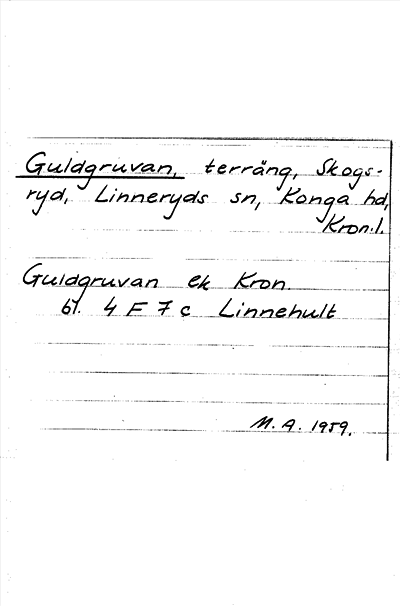 Guldgruvan, terräng, Skogs-
ryd, Linneryds sn, Konga hd,
Kron.l.
Guldgruvan ek Kron
bl. 4 F 7 c Linnehult
M. A. 1959.